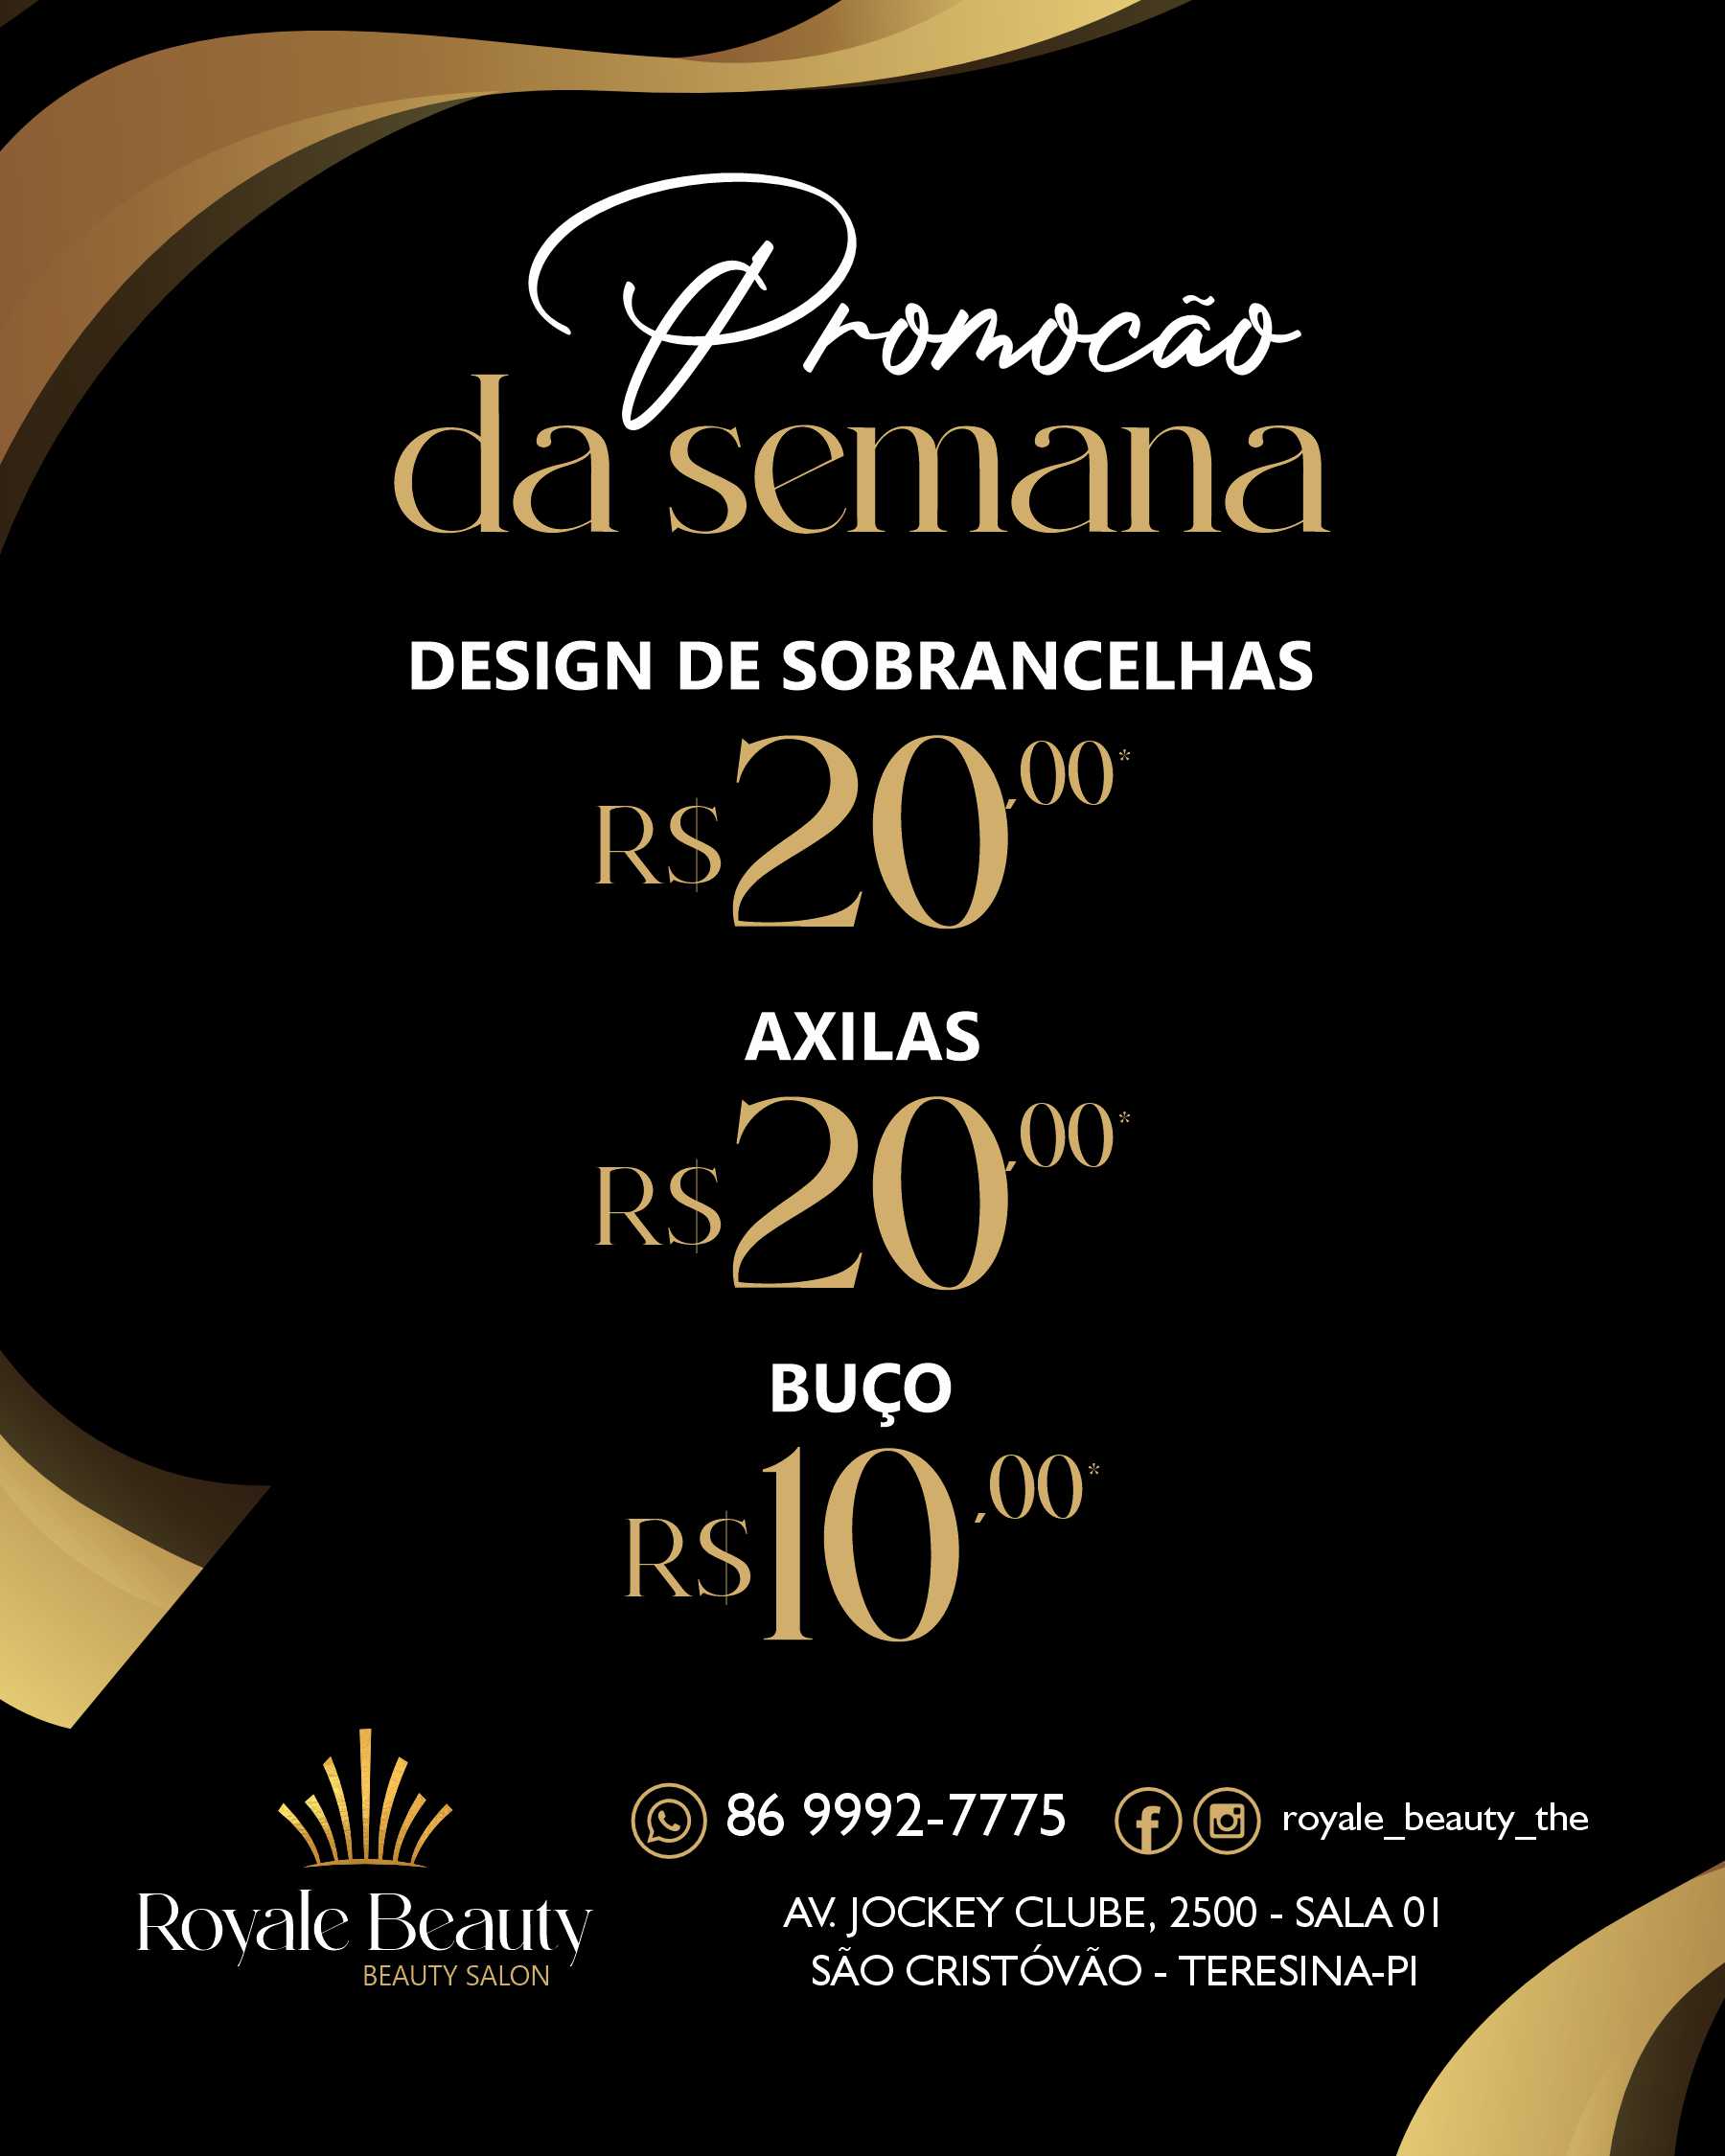 Promocão
da semana
DESIGN DE SOBRANCELHAS
R$20,00*
AXILAS
R$20,00*
BUÇO
R$10,00*
86 9992-7775
royale_beauty_the
Royale Beauty
BEAUTY SALON
AV. JOCKEY CLUBE, 2500 - SALA 01
SÃO CRISTÓVÃO - TERESINA-PI